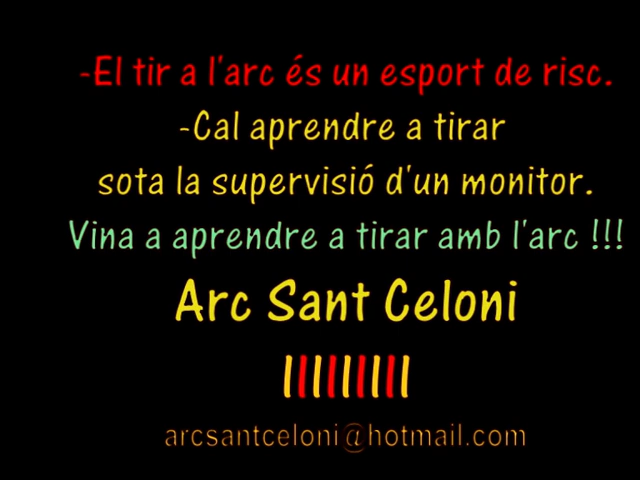 -El tir a l'arc és un esport de risc.
-Cal aprendre a tirar
sota la supervisió d'un monitor.
Vina a aprendre a tirar amb l'arc !!!
Arc Sant Celoni
lllllllll
arcsantceloni@hotmail.com